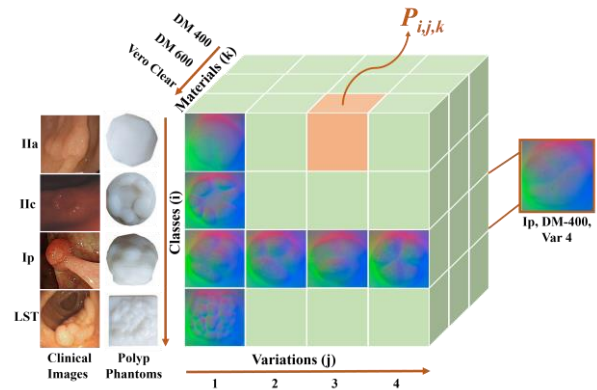 DM 400
DM 600
Vero Clear
Materials (k)
P i,j,k
IIa
IIc
Ip
LST
Classes (i)
Ip, DM-400,
Var 4
Clinical
Images
Polyp
Phantoms
Variations (j)
1 2 3 4